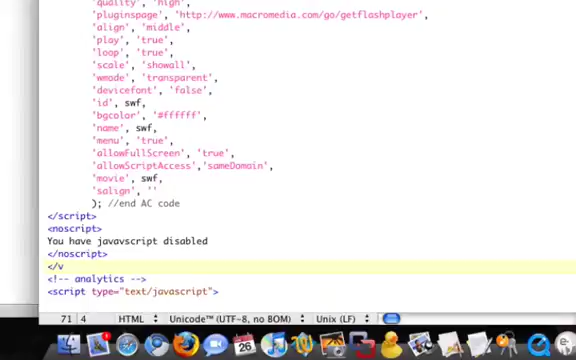 'quality', 'high',
'pluginspage', 'http://www.macromedia.com/go/getflashplayer',
'align', 'middle',
'play', 'true',
'loop', 'true',
'scale', 'showall',
'wmode', 'transparent',
'devicefont', 'false',
'id', swf,
'bgcolor', '#ffffff',
'name', swf,
'menu', 'true',
'allowFullScreen', 'true',
'allowScriptAccess','sameDomain',
'movie', swf,
'salign', ''
); //end AC code
</script>
<noscript>
You have javavscript disabled
</noscript>
</v
<!-- analytics -->
<script type="text/javascript">
71 4 HTML Unicode™ (UTF-8, no BOM) Unix (LF)
26